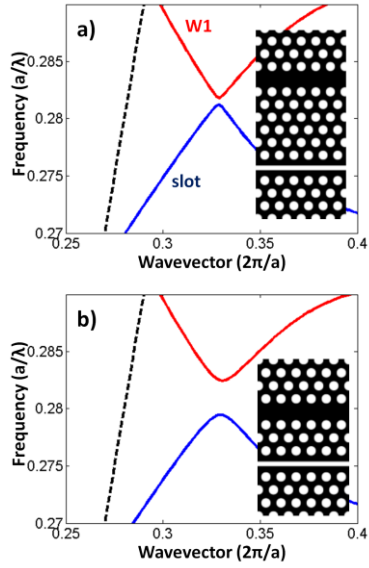 a)
W1
slot
0.285
0.28
0.275
0.27
0.25
0.3
0.35
0.4
Frequency (a/λ)
Wavevector (2π/a)
b)
0.285
0.28
0.275
0.27
0.25
0.3
0.35
0.4
Frequency (a/λ)
Wavevector (2π/a)